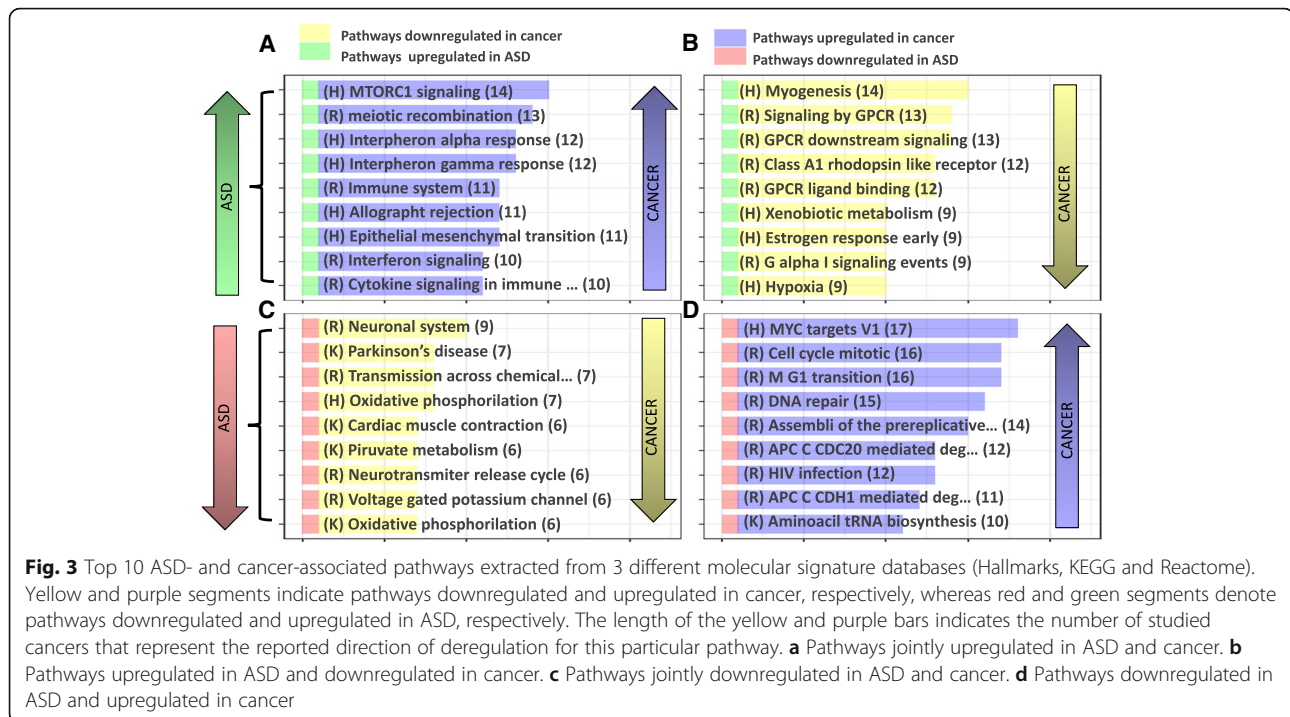 A
Pathways downregulated in cancer
Pathways upregulated in ASD
B
Pathways upregulated in cancer
Pathways downregulated in ASD
ASD
(H) MTORC1 signaling (14)
(R) meiotic recombination (13)
(H) Interpheron alpha response (12)
(H) Interpheron gamma response (12)
(R) Immune system (11)
(H) Allographt rejection (11)
(H) Epithelial mesenchymal transition (11)
(R) Interferon signaling (10)
(R) Cytokine signaling in immune ... (10)
CANCER
(H) Myogenesis (14)
(R) Signaling by GPCR (13)
(R) GPCR downstream signaling (13)
(R) Class A1 rhodopsin like receptor (12)
(R) GPCR ligand binding (12)
(H) Xenobiotic metabolism (9)
(H) Estrogen response early (9)
(R) G alpha I signaling events (9)
(H) Hypoxia (9)
CANCER
C
ASD
(R) Neuronal system (9)
(K) Parkinson's disease (7)
(R) Transmission across chemical... (7)
(H) Oxidative phosphorilation (7)
(K) Cardiac muscle contraction (6)
(K) Piruvate metabolism (6)
(R) Neurotransmiter release cycle (6)
(R) Voltage gated potassium channel (6)
(K) Oxidative phosphorilation (6)
CANCER
D
(H) MYC targets V1 (17)
(R) Cell cycle mitotic (16)
(R) M G1 transition (16)
(R) DNA repair (15)
(R) Assembli of the prereplicative... (14)
(R) APC C CDC20 mediated deg... (12)
(R) HIV infection (12)
(R) APC C CDH1 mediated deg... (11)
(K) Aminoacil tRNA biosynthesis (10)
CANCER
Fig. 3 Top 10 ASD- and cancer-associated pathways extracted from 3 different molecular signature databases (Hallmarks, KEGG and Reactome).
Yellow and purple segments indicate pathways downregulated and upregulated in cancer, respectively, whereas red and green segments denote
pathways downregulated and upregulated in ASD, respectively. The length of the yellow and purple bars indicates the number of studied
cancers that represent the reported direction of deregulation for this particular pathway. a Pathways jointly upregulated in ASD and cancer. b
Pathways upregulated in ASD and downregulated in cancer. c Pathways jointly downregulated in ASD and cancer. d Pathways downregulated in
ASD and upregulated in cancer